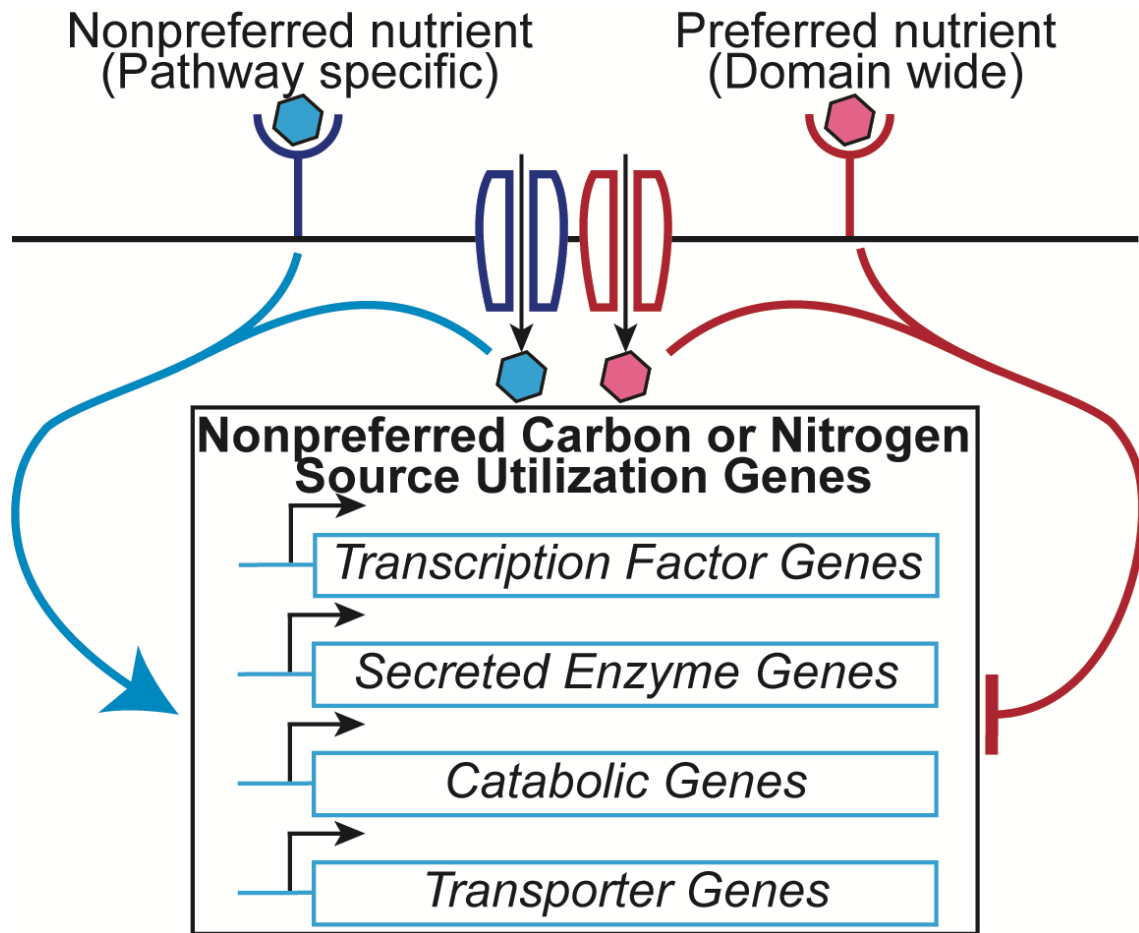 Nonpreferred nutrient
(Pathway specific)
Preferred nutrient
(Domain wide)
Nonpreferred Carbon or Nitrogen
Source Utilization Genes
Transcription Factor Genes
Secreted Enzyme Genes
Catabolic Genes
Transporter Genes